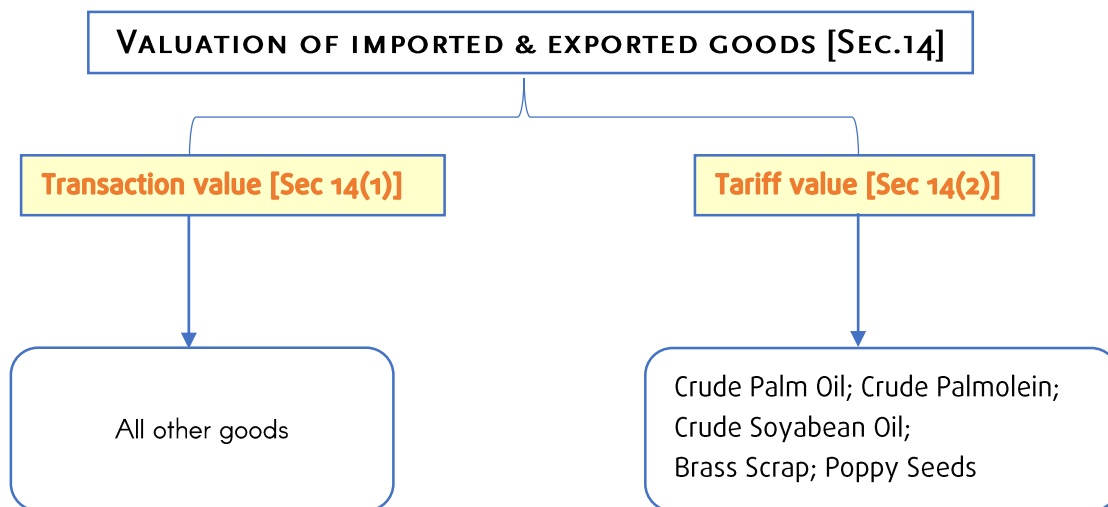 VALUATION OF IMPORTED & EXPORTED GOODS [SEC.14]
Transaction value [Sec 14(1)]
Tariff value [Sec 14(2)]
All other goods
Crude Palm Oil; Crude Palmolein;
Crude Soyabean Oil;
Brass Scrap; Poppy Seeds